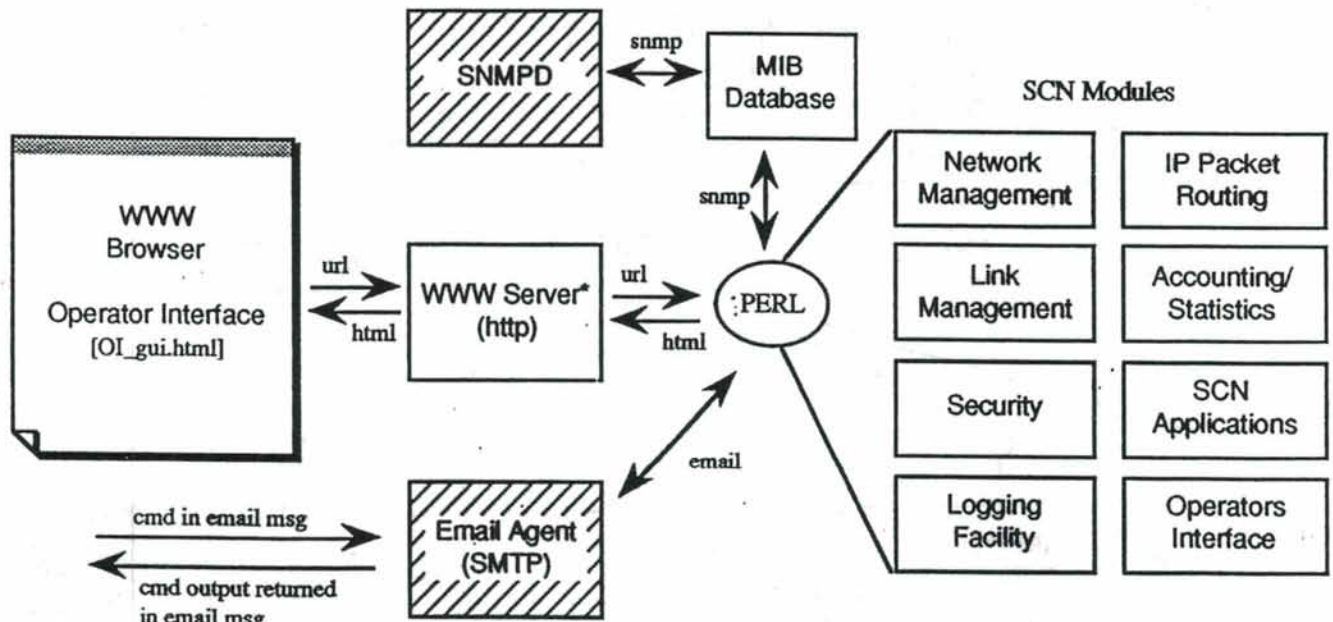 SNMPD
snmp
MIB
Database
SCN Modules
WWW
Browser
Operator Interface
[OI_gui.html]
url
html
WWW Server*
(http)
url
html
snmp
PERL
Network
Management
IP Packet
Routing
Link
Management
Accounting/
Statistics
Security
SCN
Applications
Logging
Facility
Operators
Interface
email
cmd in email msg
cmd output returned
in email msg
Email Agent
(SMTP)